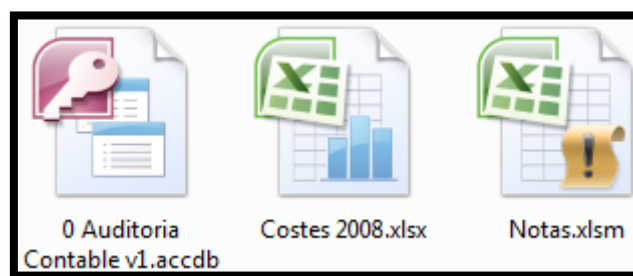 0 Auditoria
Contable v1.accdb
Costes 2008.xlsx
Notas.xlsm